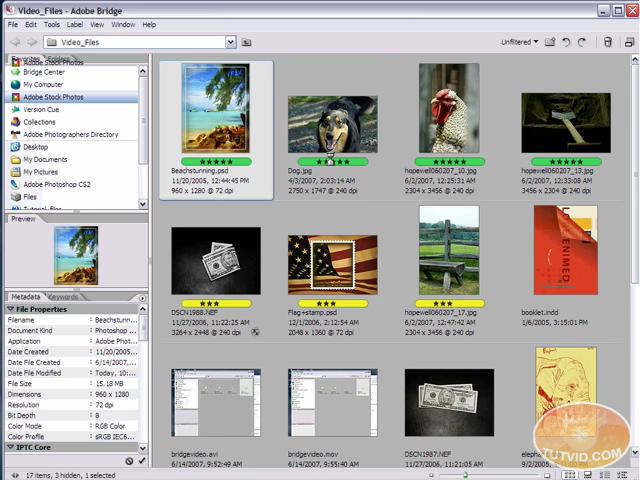 Video_Files - Adobe Bridge
File Edit Tools Label View Window Help
Video_Files
Unfiltered
Favorites Folders
Adobe Stock Photos
Bridge Center
My Computer
Adobe Stock Photos
Version Cue
Collections
Adobe Photographers Directory
Desktop
My Documents
My Pictures
Adobe Photoshop CS2
Files
Preview
Metadata Keywords
File Properties
Filename : Beachstunn...
Document Kind : Photoshop ...
Application : Adobe Phot...
Date Created : 11/20/2005...
Date File Created : 6/14/2007,...
Date File Modified : Today, 10:...
File Size : 15.18 MB
Dimensions : 960 x 1280
Resolution : 72 dpi
Bit Depth : 8
Color Mode : RGB Color
Color Profile : sRGB IEC6...
IPTC Core
Beachstunning.psd
11/20/2005, 12:44:45 PM
960 x 1280 @ 72 dpi
Dog.jpg
4/3/2007, 2:03:14 AM
2750 x 1747 @ 240 dpi
hopewell060207_10.jpg
6/2/2007, 12:25:31 AM
2304 x 3456 @ 240 dpi
hopewell060207_13.jpg
6/2/2007, 12:33:08 AM
3456 x 2304 @ 240 dpi
DSCN1988.NEF
11/27/2006, 11:22:25 AM
3264 x 2448 @ 240 dpi
Flag+stamp.psd
12/1/2006, 2:12:54 AM
2048 x 1360 @ 72 dpi
hopewell060207_17.jpg
6/2/2007, 12:47:42 AM
2304 x 3456 @ 240 dpi
booklet.indd
1/6/2005, 3:15:01 PM
bridgevideo.avi
6/14/2007, 9:52:49 AM
bridgevideo.mov
6/14/2007, 9:55:40 AM
DSCN1987.NEF
11/27/2006, 11:21:05 AM
TUTVID.COM
17 items, 3 hidden, 1 selected